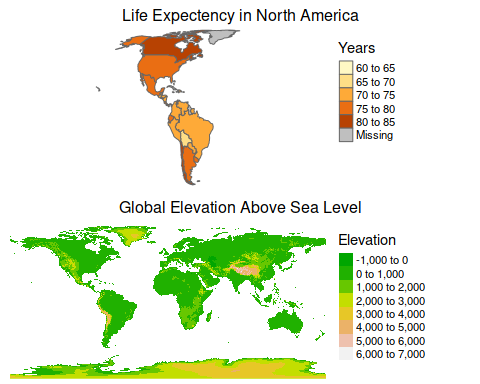 Life Expectency in North America
Years
60 to 65
65 to 70
70 to 75
75 to 80
80 to 85
Missing
Global Elevation Above Sea Level
Elevation
-1,000 to 0
0 to 1,000
1,000 to 2,000
2,000 to 3,000
3,000 to 4,000
4,000 to 5,000
5,000 to 6,000
6,000 to 7,000